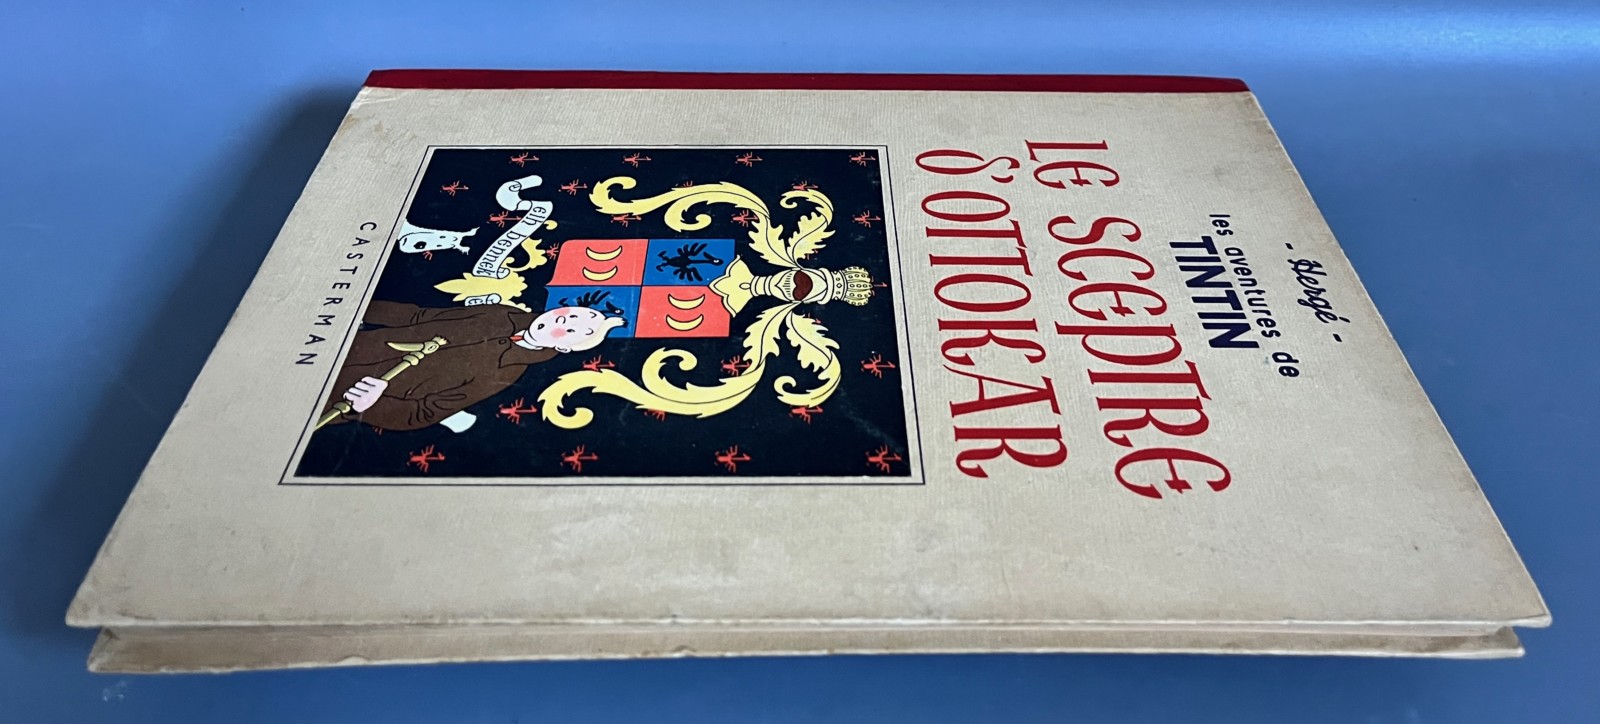 - Hergé -
les aventures de
TINTIN
LE SCEPTRE
D'OTTOKAR
eih bennek
CASTERMAN